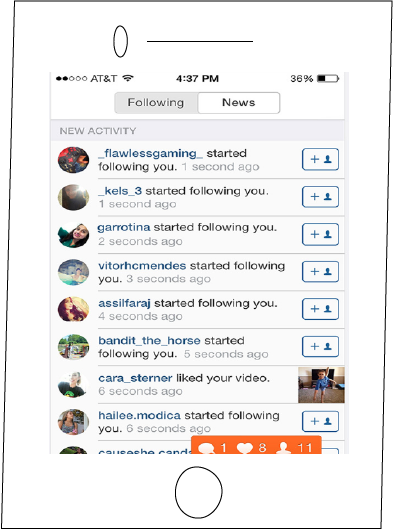 AT&T 4:37 PM 36%
Following News
NEW ACTIVITY
_flawlessgaming_ started
following you. 1 second ago
_kels_3 started following you.
1 second ago
garrotina started following you.
2 seconds ago
vitorhcmendes started following
you. 3 seconds ago
assilfaraj started following you.
4 seconds ago
bandit_the_horse started
following you. 5 seconds ago
cara_sterner liked your video.
6 seconds ago
hailee.modica started following
you. 6 seconds ago
1 8 11